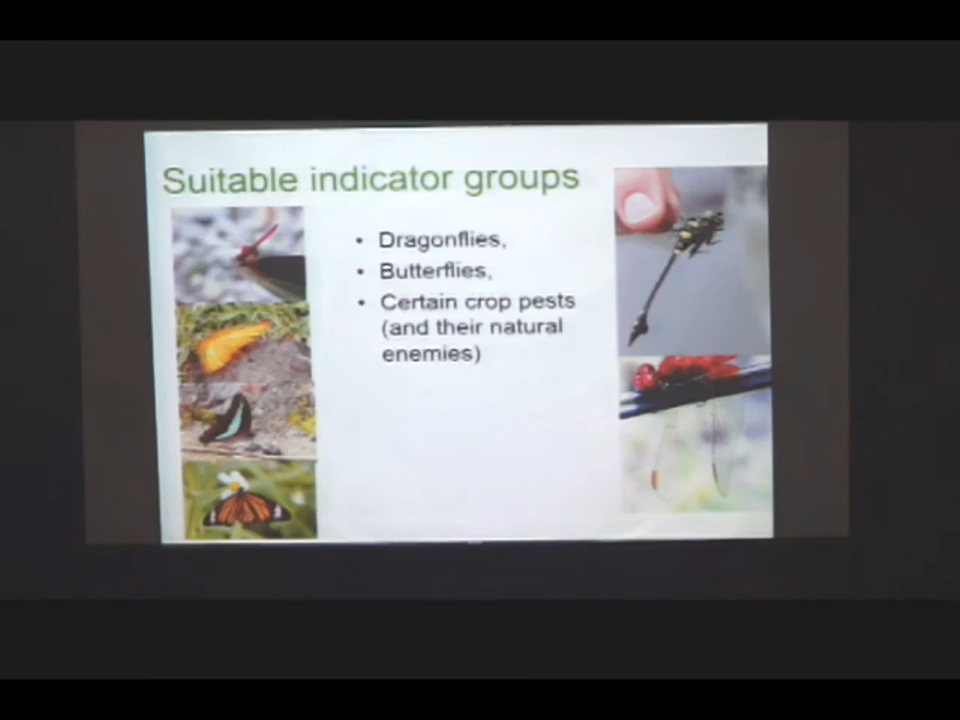 Suitable indicator groups
• Dragonflies,
• Butterflies,
• Certain crop pests
(and their natural
enemies)